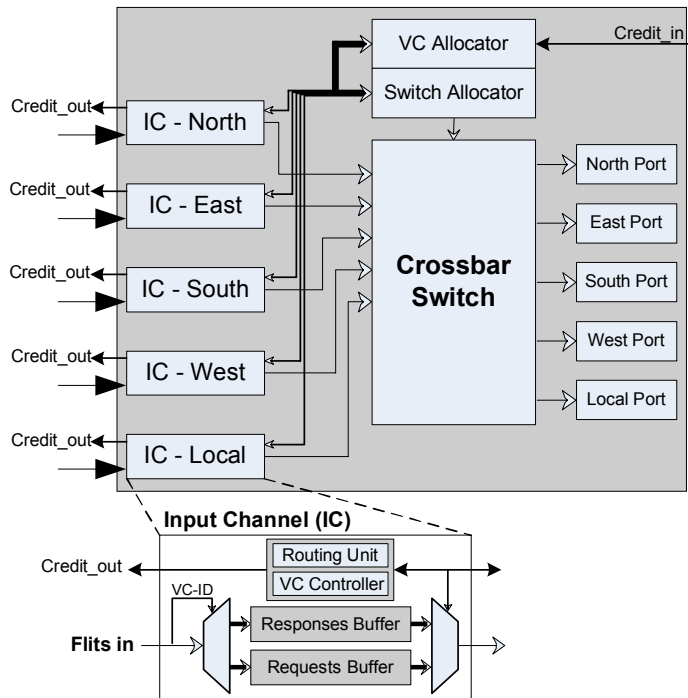 VC Allocator
Credit_in
Switch Allocator
Credit_out
IC - North
North Port
Credit_out
IC - East
East Port
Crossbar
Switch
Credit_out
IC - South
South Port
Credit_out
IC - West
West Port
Local Port
Credit_out
IC - Local
Input Channel (IC)
Routing Unit
Credit_out
VC Controller
VC-ID
Responses Buffer
Flits in
Requests Buffer